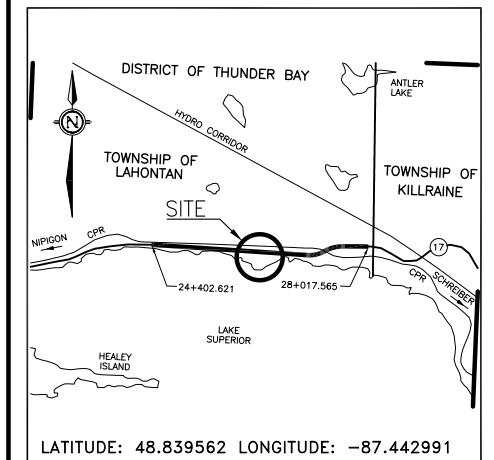 DISTRICT OF THUNDER BAY
ANTLER
LAKE
N
HYDRO CORRIDOR
TOWNSHIP OF
LAHONTAN
TOWNSHIP OF
KILLRAINE
SITE
NIPIGON
CPR
17
24+402.621
28+017.565
CPR
SCHREIBER
LAKE
SUPERIOR
HEALEY
ISLAND
LATITUDE: 48.839562 LONGITUDE: -87.442991